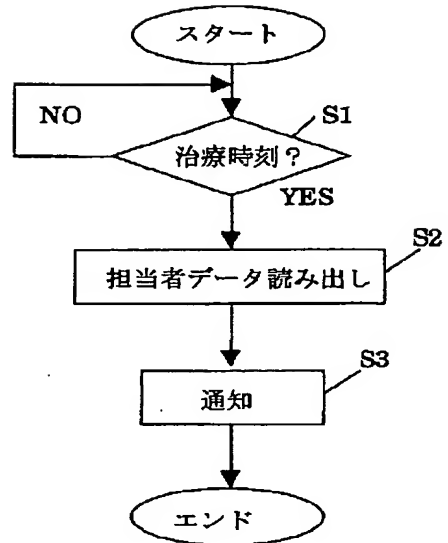 スタート
NO
S1
治療時刻？
YES
S2
担当者データ読み出し
S3
通知
エンド